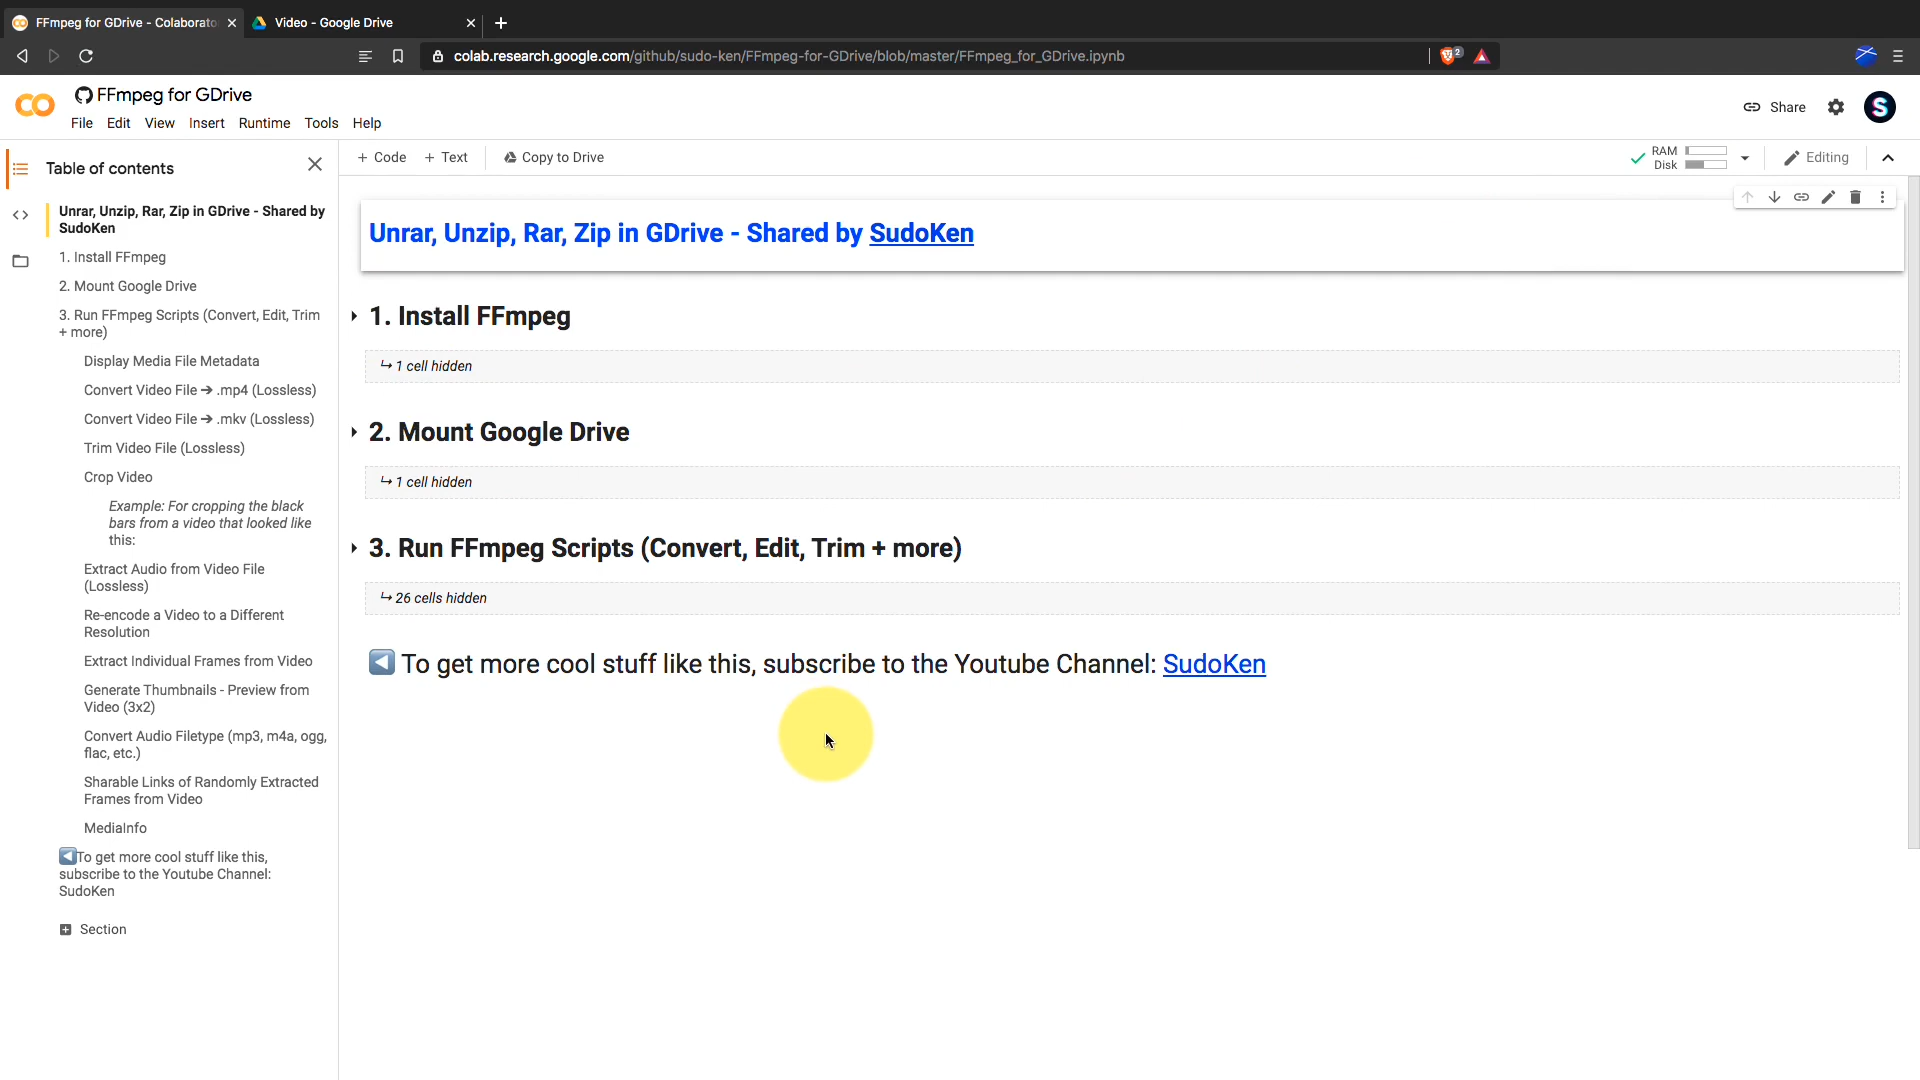 FFmpeg for GDrive - Colaborato
Video - Google Drive
colab.research.google.com/github/sudo-ken/FFmpeg-for-GDrive/blob/master/FFmpeg_for_GDrive.ipynb
2
CO
FFmpeg for GDrive
File Edit View Insert Runtime Tools Help
Share
S
Table of contents
+ Code + Text Copy to Drive
RAM
Disk
Editing
Unrar, Unzip, Rar, Zip in GDrive - Shared by
SudoKen
1. Install FFmpeg
2. Mount Google Drive
3. Run FFmpeg Scripts (Convert, Edit, Trim
+ more)
Display Media File Metadata
Convert Video File ➔ .mp4 (Lossless)
Convert Video File ➔ .mkv (Lossless)
Trim Video File (Lossless)
Crop Video
Example: For cropping the black
bars from a video that looked like
this:
Extract Audio from Video File
(Lossless)
Re-encode a Video to a Different
Resolution
Extract Individual Frames from Video
Generate Thumbnails - Preview from
Video (3x2)
Convert Audio Filetype (mp3, m4a, ogg,
flac, etc.)
Sharable Links of Randomly Extracted
Frames from Video
MediaInfo
◀To get more cool stuff like this,
subscribe to the Youtube Channel:
SudoKen
Section
Unrar, Unzip, Rar, Zip in GDrive - Shared by SudoKen
1. Install FFmpeg
↳ 1 cell hidden
2. Mount Google Drive
↳ 1 cell hidden
3. Run FFmpeg Scripts (Convert, Edit, Trim + more)
↳ 26 cells hidden
◀ To get more cool stuff like this, subscribe to the Youtube Channel: SudoKen